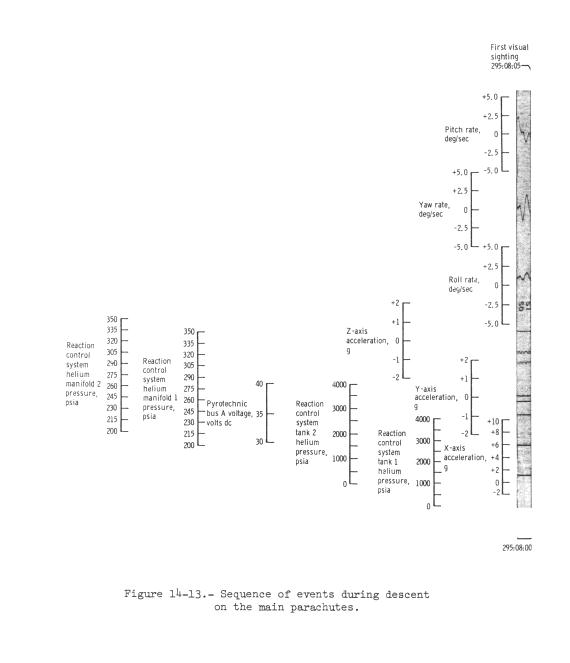 First visual
sighting
295:08:05
+5.0
+2.5
0
-2.5
-5.0
Pitch rate,
deg/sec
+5.0
+2.5
0
-2.5
-5.0
Yaw rate,
deg/sec
+5.0
+2.5
0
-2.5
-5.0
Roll rate,
deg/sec
+2
+1
0
-1
-2
Z-axis
acceleration,
g
350
335
320
305
290
275
260
245
230
215
200
Reaction
control
system
helium
manifold 2
pressure,
psia
350
335
320
305
290
275
260
245
230
215
200
Reaction
control
system
helium
manifold 1
pressure,
psia
40
35
30
Pyrotechnic
bus A voltage,
volts dc
4000
3000
2000
1000
0
Reaction
control
system
tank 2
helium
pressure,
psia
4000
3000
2000
1000
0
Reaction
control
system
tank 1
helium
pressure,
psia
+2
+1
0
-1
-2
Y-axis
acceleration,
g
+10
+8
+6
+4
+2
0
-2
X-axis
acceleration,
g
295:08:00
Figure 14-13.- Sequence of events during descent
on the main parachutes.